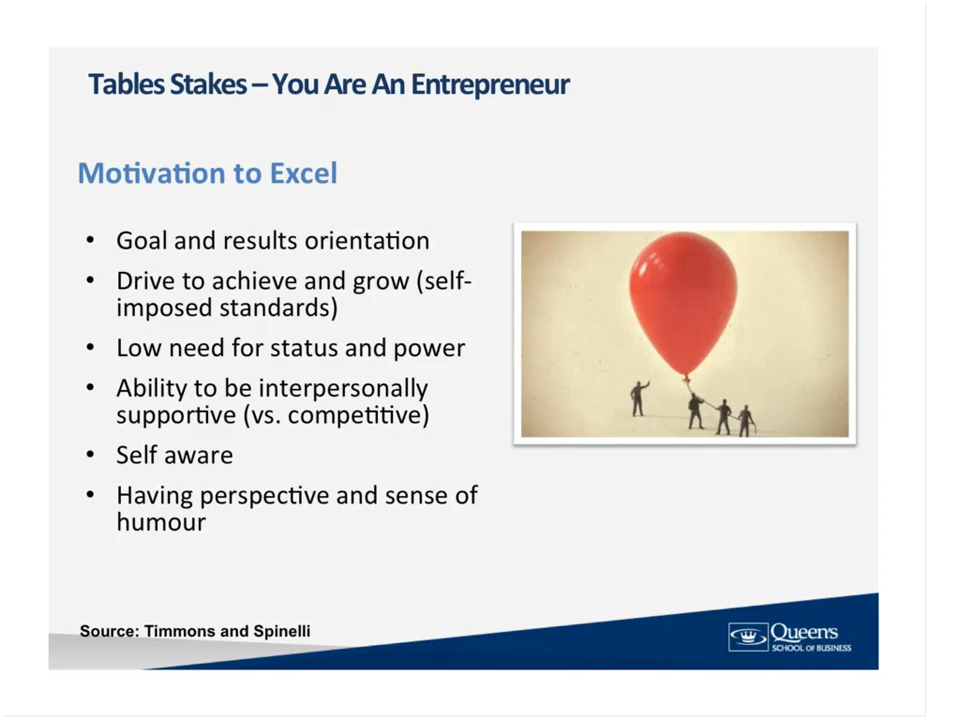 Tables Stakes – You Are An Entrepreneur
Motivation to Excel
• Goal and results orientation
• Drive to achieve and grow (self-
imposed standards)
• Low need for status and power
• Ability to be interpersonally
supportive (vs. competitive)
• Self aware
• Having perspective and sense of
humour
Source: Timmons and Spinelli
Queen's
SCHOOL OF BUSINESS